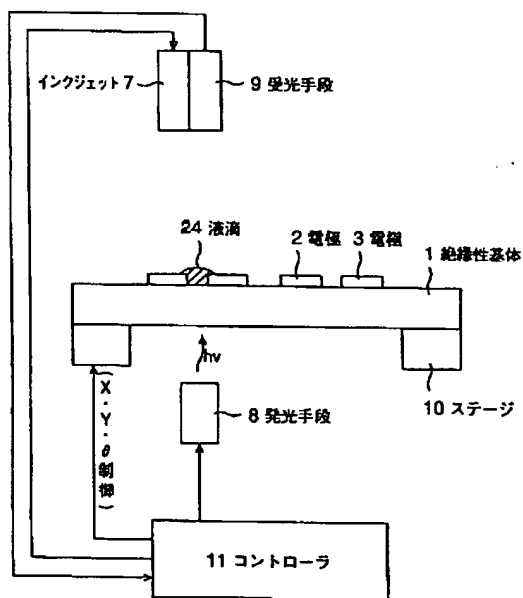 インクジェット 7
9 受光手段
24 液滴
2 電極
3 電極
1 絶縁性基体
hν
(X・Y・θ制御)
8 発光手段
10 ステージ
11 コントローラ